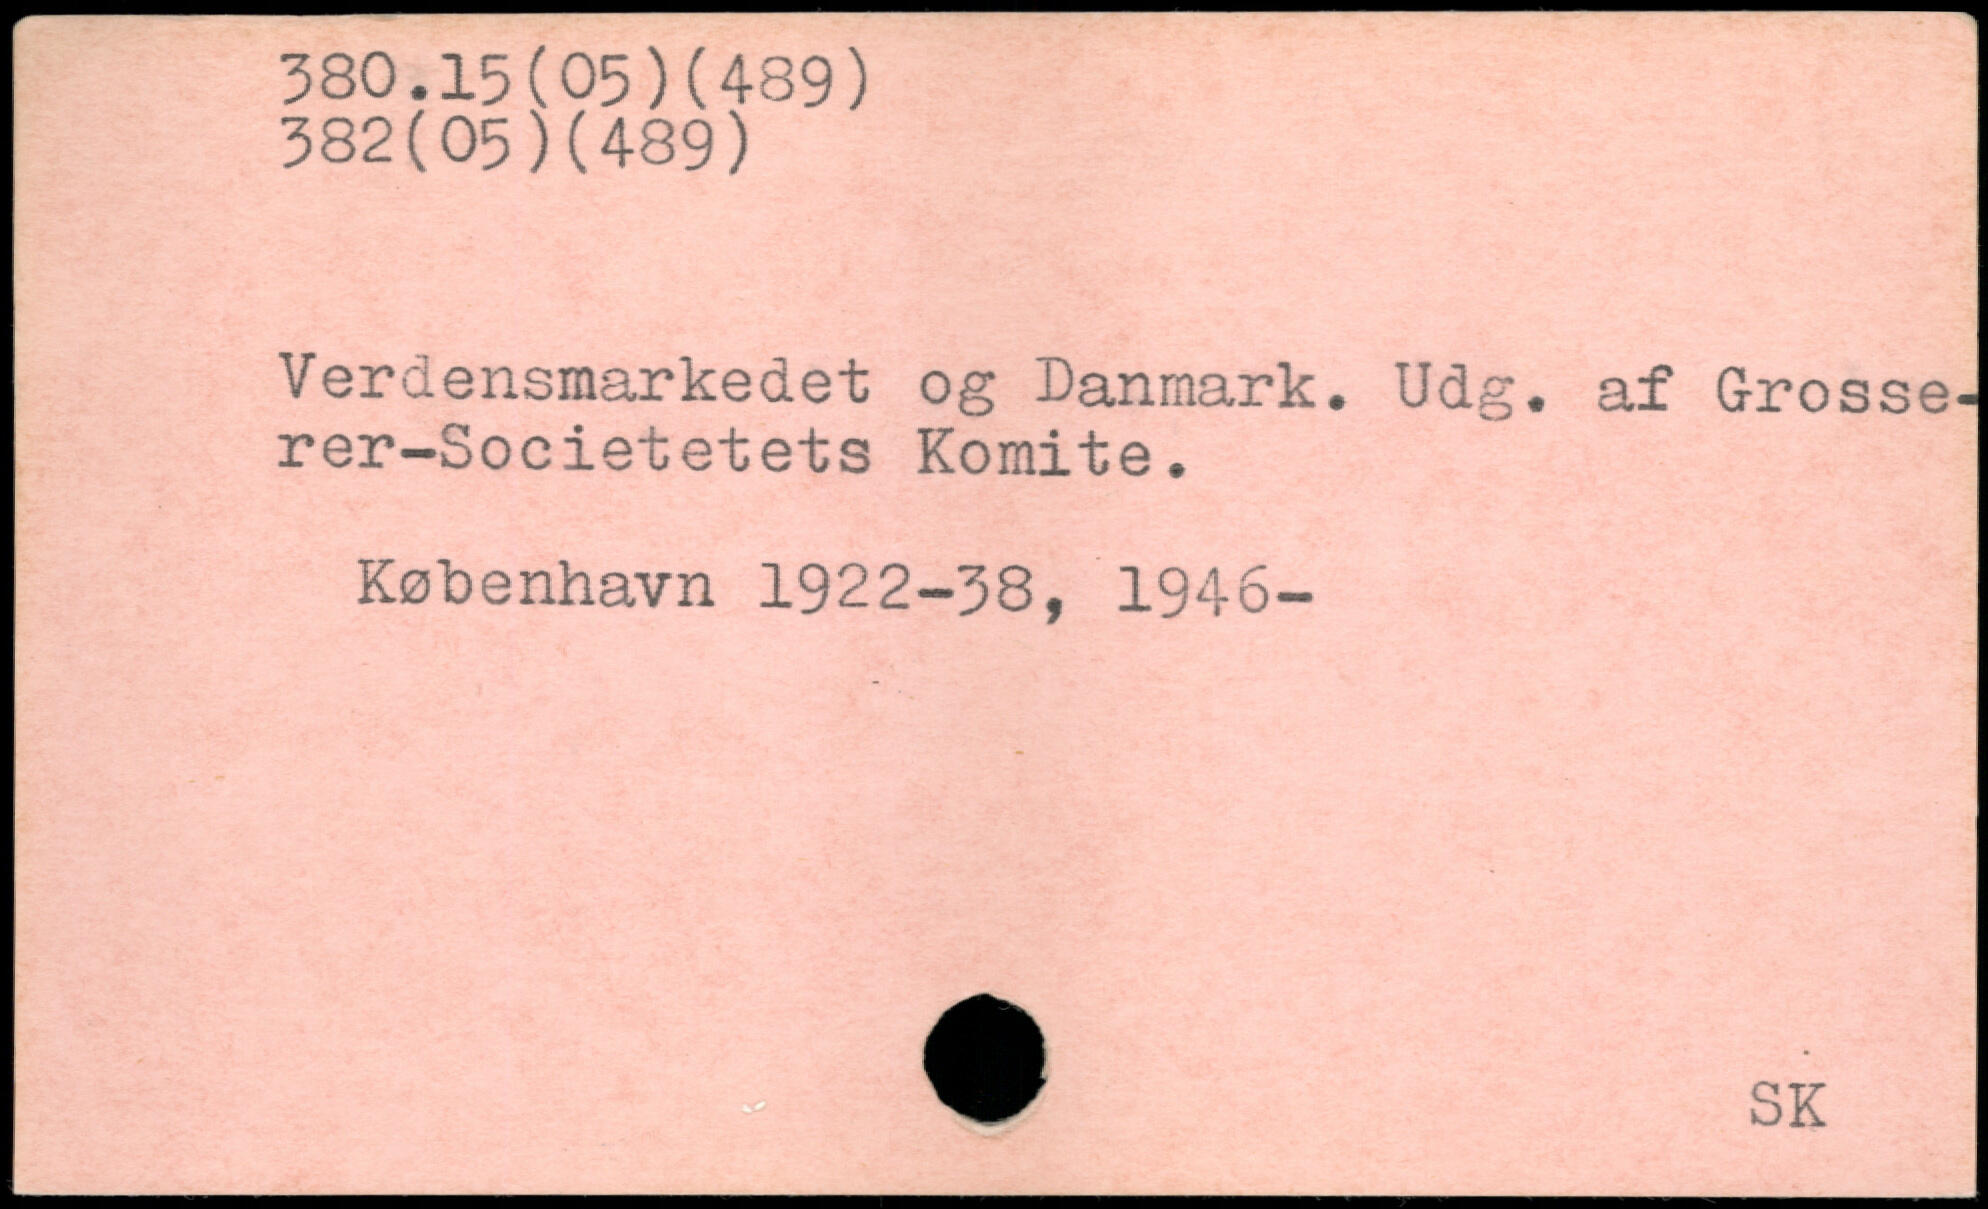 380.15(05)(489)
382(05)(489)
Verdensmarkedet og Danmark. Udg. af Grosse-
rer-Societetets Komite.
København 1922-38, 1946-
SK